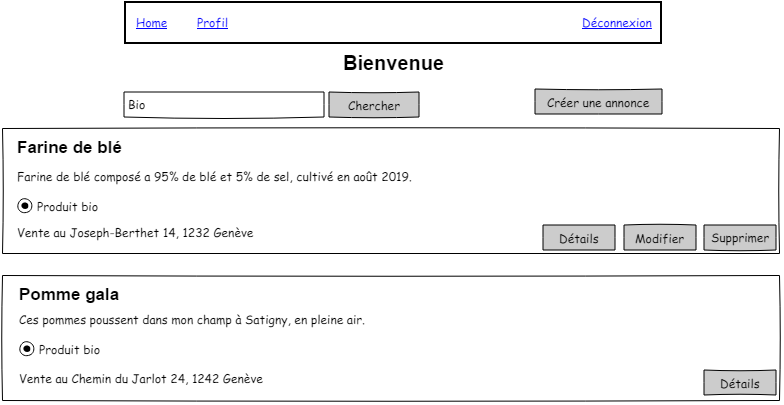 Home Profil Déconnexion
Bienvenue
Bio Chercher Créer une annonce
Farine de blé
Farine de blé composé a 95% de blé et 5% de sel, cultivé en août 2019.
Produit bio
Vente au Joseph-Berthet 14, 1232 Genève Détails Modifier Supprimer
Pomme gala
Ces pommes poussent dans mon champ à Satigny, en pleine air.
Produit bio
Vente au Chemin du Jarlot 24, 1242 Genève Détails